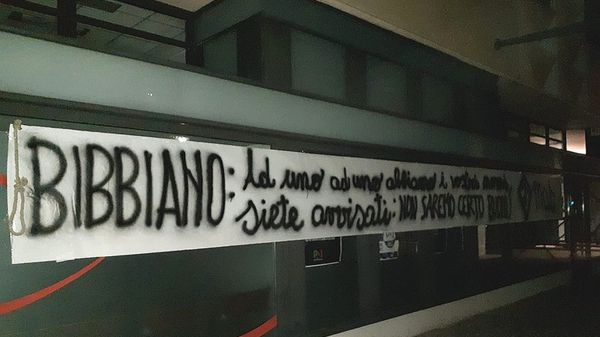 BIBBIANO: Ad uno ad uno abbiamo i vostri nomi,
siete avvisati: NON SAREMO CERTO BUONI!